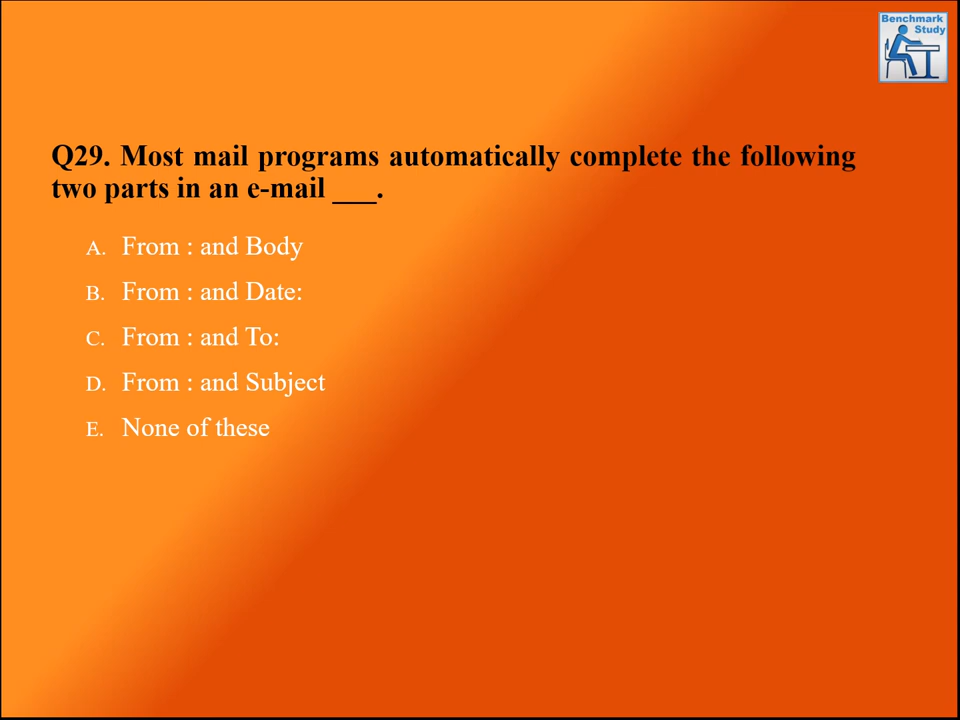 Benchmark
Study
Q29. Most mail programs automatically complete the following
two parts in an e-mail ___.
A. From : and Body
B. From : and Date:
C. From : and To:
D. From : and Subject
E. None of these